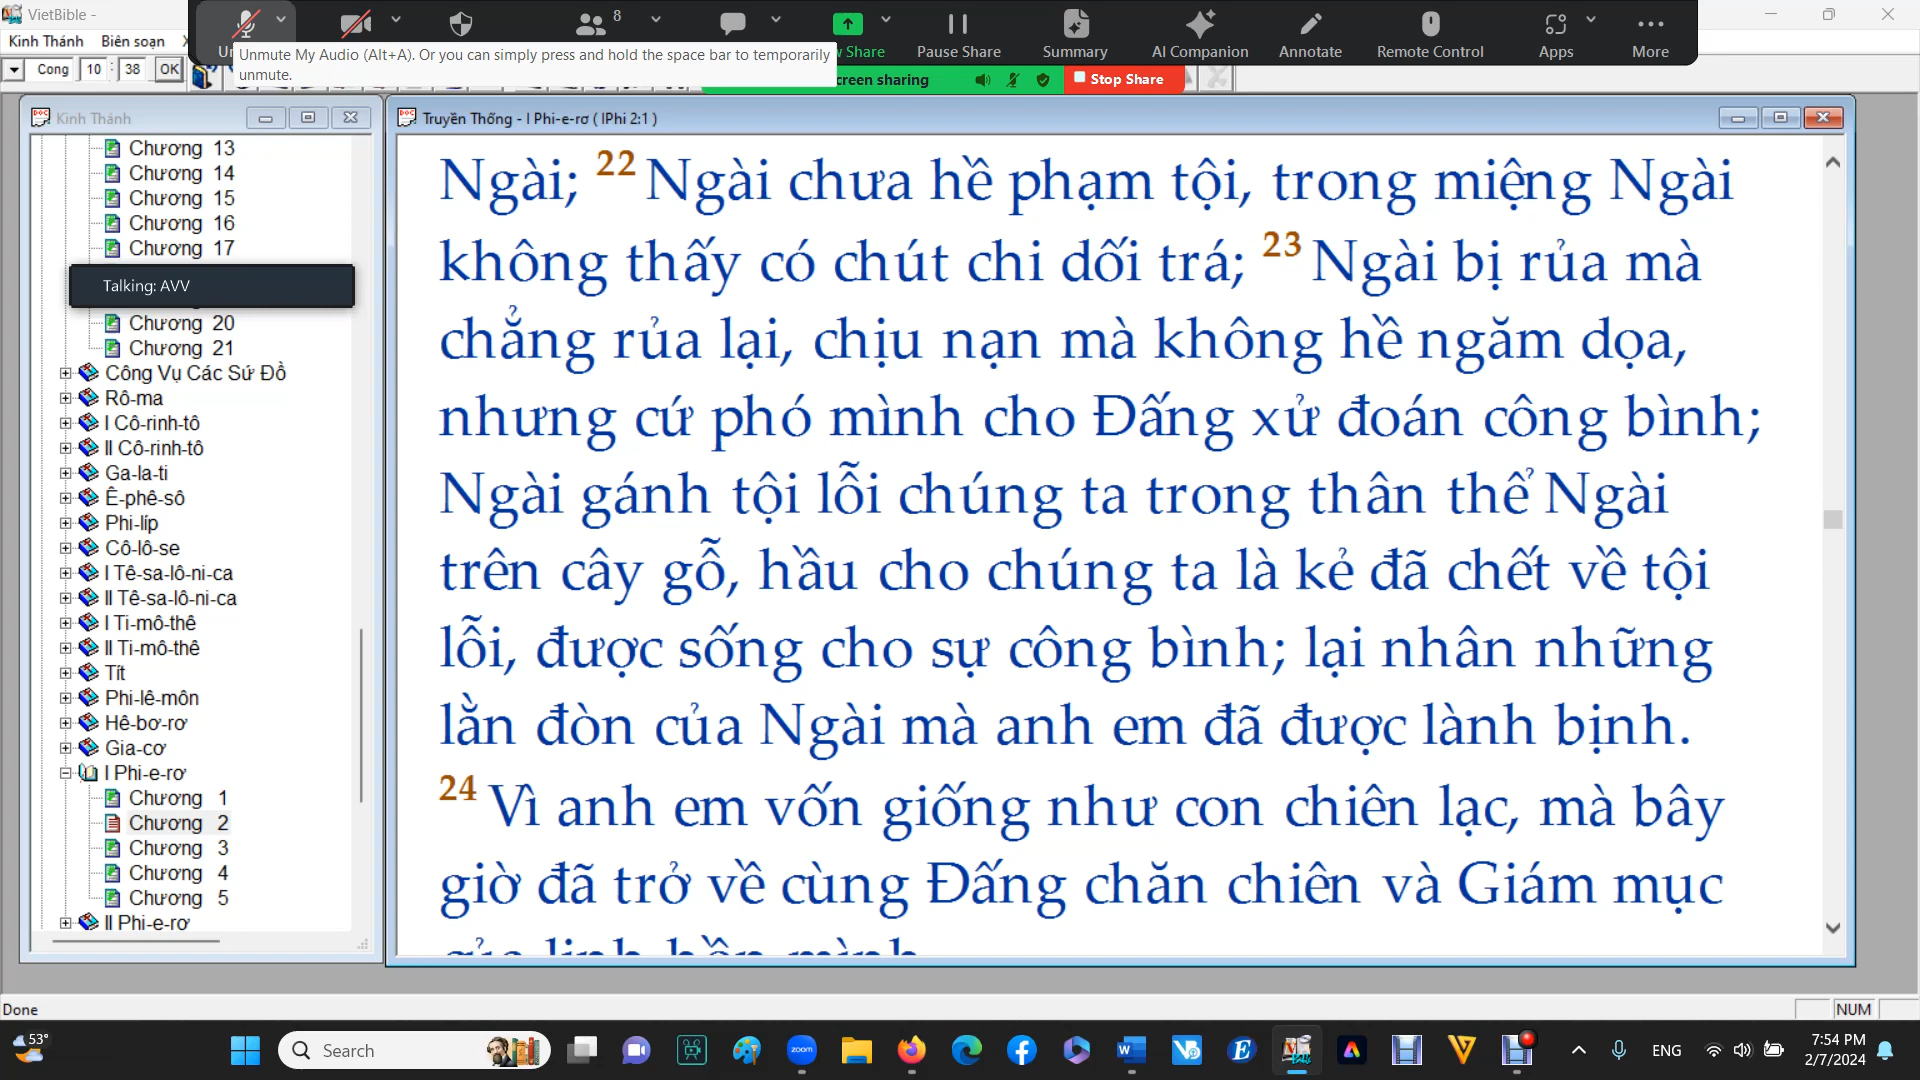 VietBible -
8
Share
Pause Share
Summary
AI Companion
Annotate
Remote Control
Apps
More
Kinh Thánh Biên soạn
Unmute My Audio (Alt+A). Or you can simply press and hold the space bar to temporarily
unmute.
Cong 10 : 38 OK
creen sharing
Stop Share
Kinh Thánh
Chương 13
Chương 14
Chương 15
Chương 16
Chương 17
Talking: AVV
Chương 20
Chương 21
Công Vụ Các Sứ Đồ
Rô-ma
I Cô-rinh-tô
II Cô-rinh-tô
Ga-la-ti
Ê-phê-sô
Phi-líp
Cô-lô-se
I Tê-sa-lô-ni-ca
II Tê-sa-lô-ni-ca
I Ti-mô-thê
II Ti-mô-thê
Tít
Phi-lê-môn
Hê-bơ-rơ
Gia-cơ
I Phi-e-rơ
Chương 1
Chương 2
Chương 3
Chương 4
Chương 5
II Phi-e-rơ
Truyền Thống - I Phi-e-rơ ( IPhi 2:1 )
Ngài; 22 Ngài chưa hề phạm tội, trong miệng Ngài
không thấy có chút chi dối trá; 23 Ngài bị rủa mà
chẳng rủa lại, chịu nạn mà không hề ngăm dọa,
nhưng cứ phó mình cho Đấng xử đoán công bình;
Ngài gánh tội lỗi chúng ta trong thân thể Ngài
trên cây gỗ, hầu cho chúng ta là kẻ đã chết về tội
lỗi, được sống cho sự công bình; lại nhân những
lằn đòn của Ngài mà anh em đã được lành bịnh.
24 Vì anh em vốn giống như con chiên lạc, mà bây
giờ đã trở về cùng Đấng chăn chiên và Giám mục
của linh hồn mình
Done
NUM
53°
Search
zoom
ENG
7:54 PM
2/7/2024